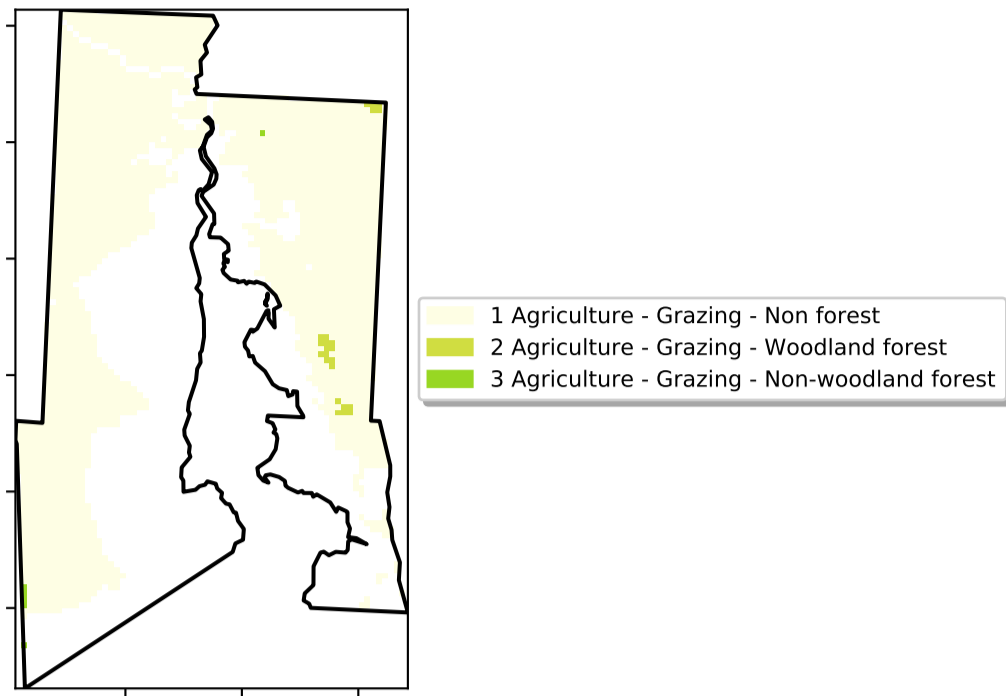 1 Agriculture - Grazing - Non forest
2 Agriculture - Grazing - Woodland forest
3 Agriculture - Grazing - Non-woodland forest